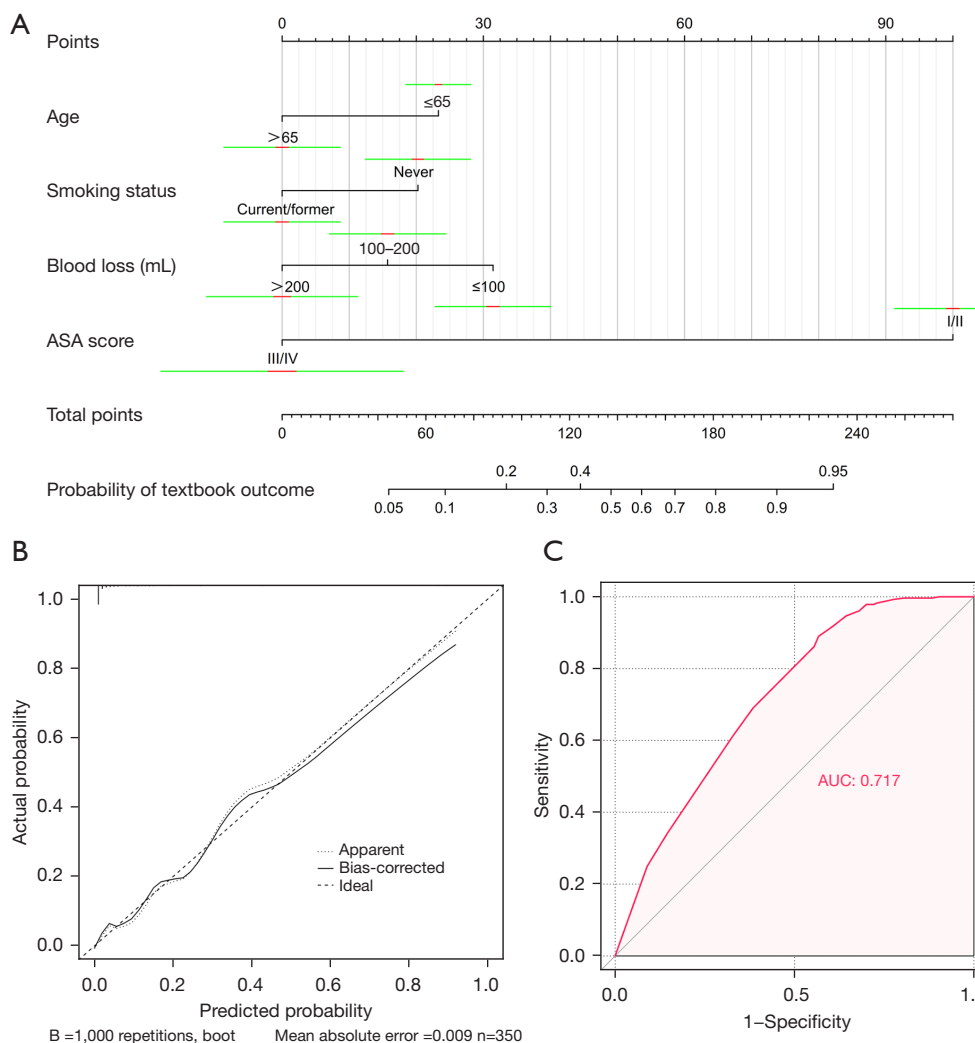 A
Points
0 30 60 90
Age
≤65
>65
Smoking status
Never
Current/former
Blood loss (mL)
100–200
>200
≤100
ASA score
I/II
III/IV
Total points
0 60 120 180 240
Probability of textbook outcome
0.2 0.4 0.95
0.05 0.1 0.3 0.5 0.6 0.7 0.8 0.9
B
Actual probability
1.0
0.8
0.6
0.4
0.2
0.0
Apparent
Bias-corrected
Ideal
0.0 0.2 0.4 0.6 0.8 1.0
Predicted probability
B =1,000 repetitions, boot Mean absolute error =0.009 n=350
C
Sensitivity
1.0
0.8
0.6
0.4
0.2
0.0
AUC: 0.717
0.0 0.5 1.
1–Specificity